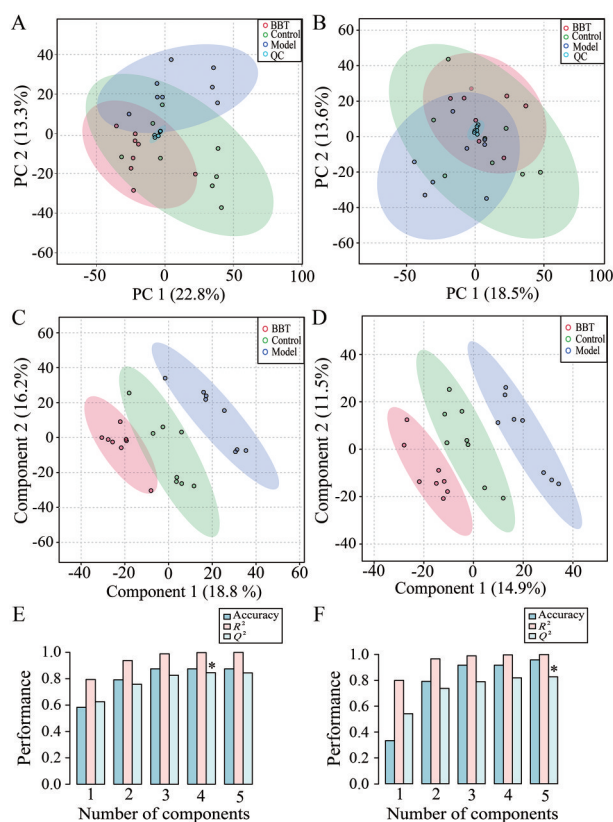 A
BBT
Control
Model
QC
PC 2 (13.3%)
40
20
0
-20
-40
-60
-50
0
50
100
PC 1 (22.8%)
B
BBT
Control
Model
QC
PC 2 (13.6%)
60
40
20
0
-20
-40
-60
-50
0
50
100
PC 1 (18.5%)
C
BBT
Control
Model
Component 2 (16.2%)
60
40
20
0
-20
-40
-60
-60
-40
-20
0
20
40
60
Component 1 (18.8 %)
D
BBT
Control
Model
Component 2 (11.5%)
40
20
0
-20
-40
-40
-20
0
20
40
Component 1 (14.9%)
E
Accuracy
R²
Q²
Performance
1.0
0.8
0.6
0.4
0.2
0.0
*
1 2 3 4 5
Number of components
F
Accuracy
R²
Q²
Performance
1.0
0.8
0.6
0.4
0.2
0.0
*
1 2 3 4 5
Number of components